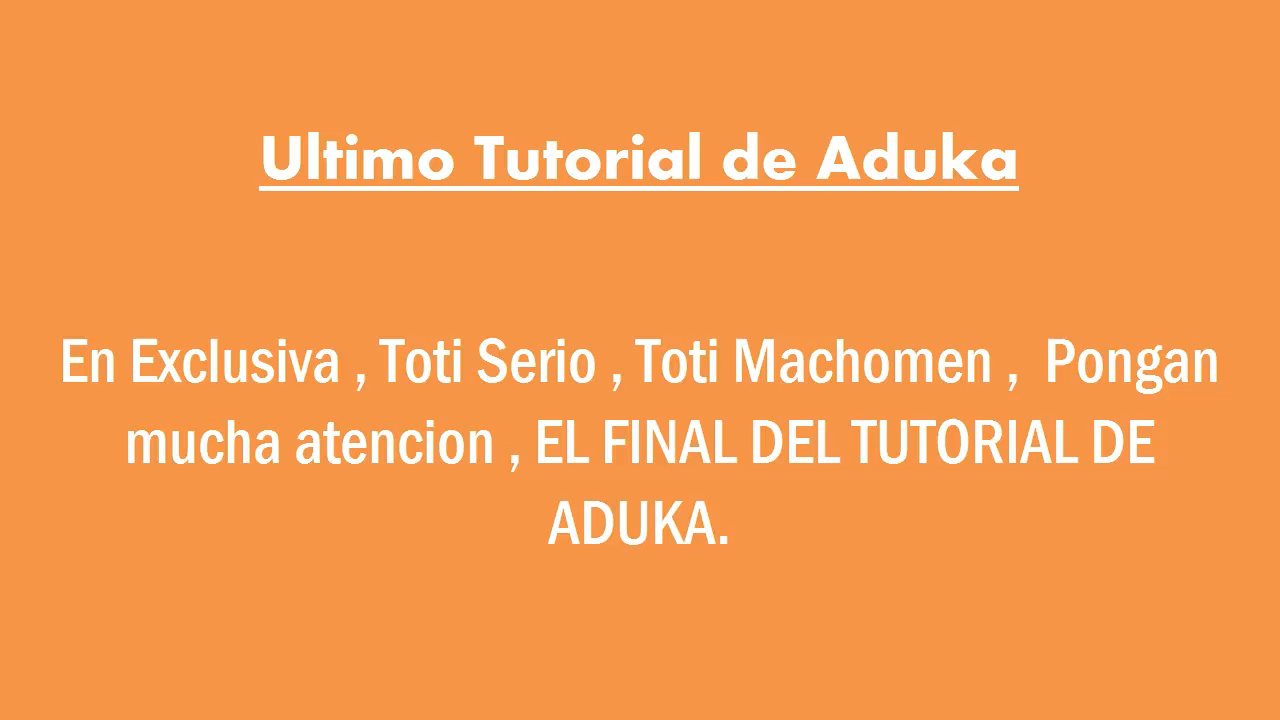 Ultimo Tutorial de Aduka
En Exclusiva , Toti Serio , Toti Machomen ,  Pongan
mucha atencion , EL FINAL DEL TUTORIAL DE
ADUKA.